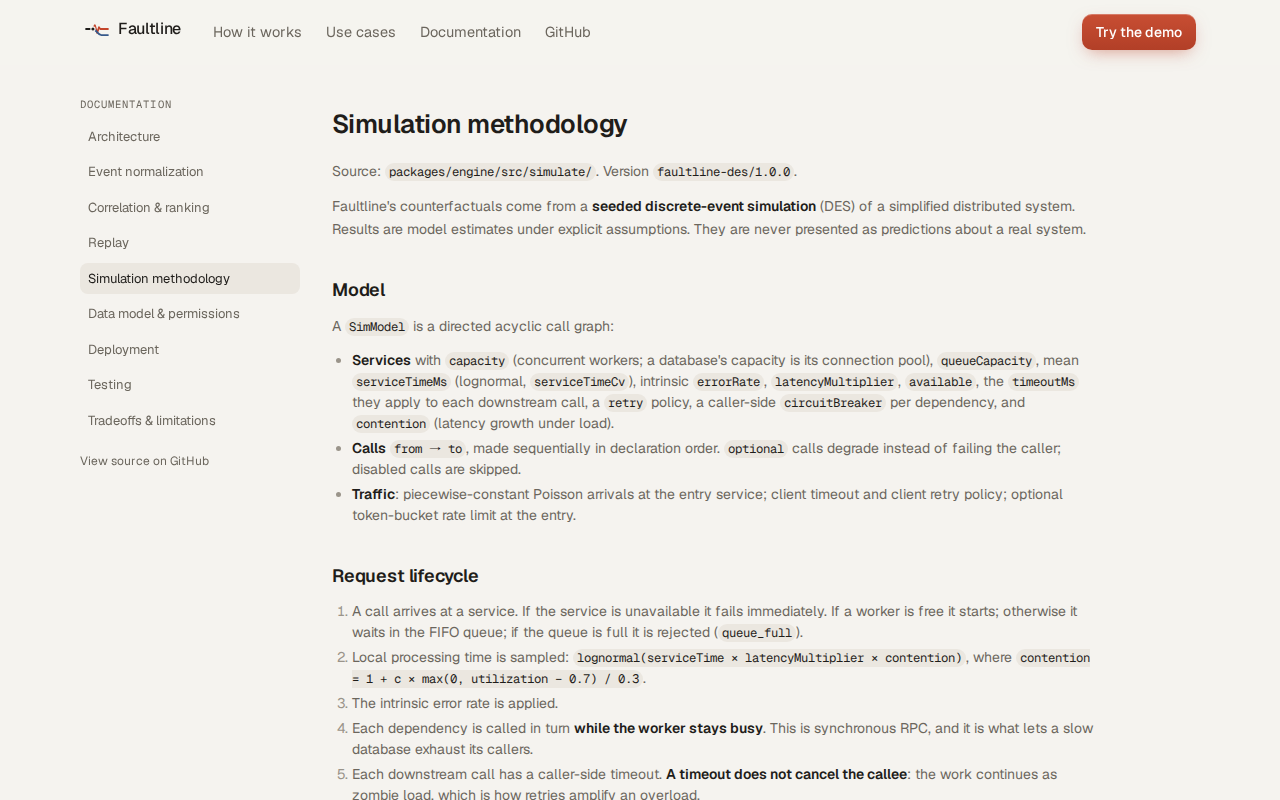 Faultline
How it works
Use cases
Documentation
GitHub
Try the demo
DOCUMENTATION
Architecture
Event normalization
Correlation & ranking
Replay
Simulation methodology
Data model & permissions
Deployment
Testing
Tradeoffs & limitations
View source on GitHub
Simulation methodology
Source: packages/engine/src/simulate/. Version faultline-des/1.0.0.
Faultline's counterfactuals come from a seeded discrete-event simulation (DES) of a simplified distributed system.
Results are model estimates under explicit assumptions. They are never presented as predictions about a real system.
Model
A SimModel is a directed acyclic call graph:
• Services with capacity (concurrent workers; a database's capacity is its connection pool), queueCapacity, mean
serviceTimeMs (lognormal, serviceTimeCv), intrinsic errorRate, latencyMultiplier, available, the timeoutMs
they apply to each downstream call, a retry policy, a caller-side circuitBreaker per dependency, and
contention (latency growth under load).
• Calls from → to, made sequentially in declaration order. optional calls degrade instead of failing the caller;
disabled calls are skipped.
• Traffic: piecewise-constant Poisson arrivals at the entry service; client timeout and client retry policy; optional
token-bucket rate limit at the entry.
Request lifecycle
1. A call arrives at a service. If the service is unavailable it fails immediately. If a worker is free it starts; otherwise it
waits in the FIFO queue; if the queue is full it is rejected (queue_full).
2. Local processing time is sampled: lognormal(serviceTime × latencyMultiplier × contention), where contention
= 1 + c × max(0, utilization − 0.7) / 0.3.
3. The intrinsic error rate is applied.
4. Each dependency is called in turn while the worker stays busy. This is synchronous RPC, and it is what lets a slow
database exhaust its callers.
5. Each downstream call has a caller-side timeout. A timeout does not cancel the callee: the work continues as
zombie load, which is how retries amplify an overload.